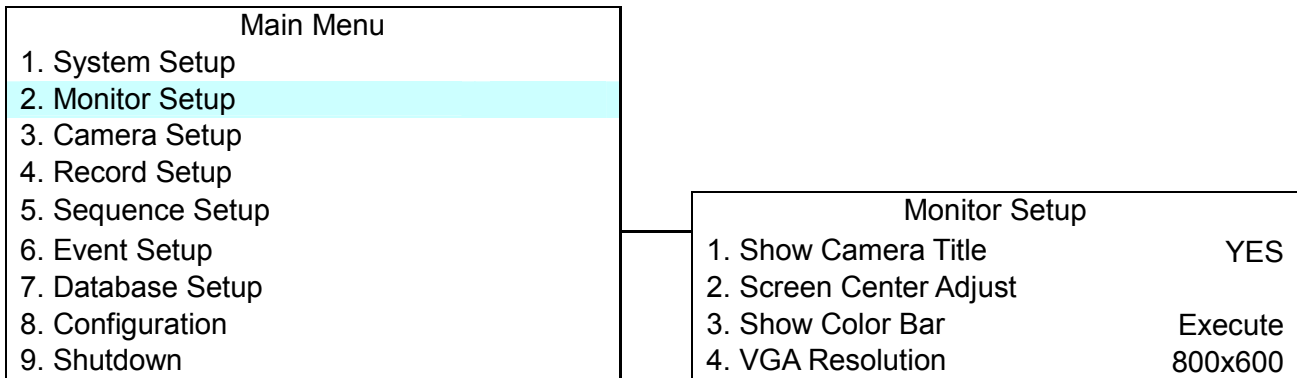 Main Menu
1. System Setup
2. Monitor Setup
3. Camera Setup
4. Record Setup
5. Sequence Setup
6. Event Setup
7. Database Setup
8. Configuration
9. Shutdown
Monitor Setup
1. Show Camera Title YES
2. Screen Center Adjust
3. Show Color Bar Execute
4. VGA Resolution 800x600